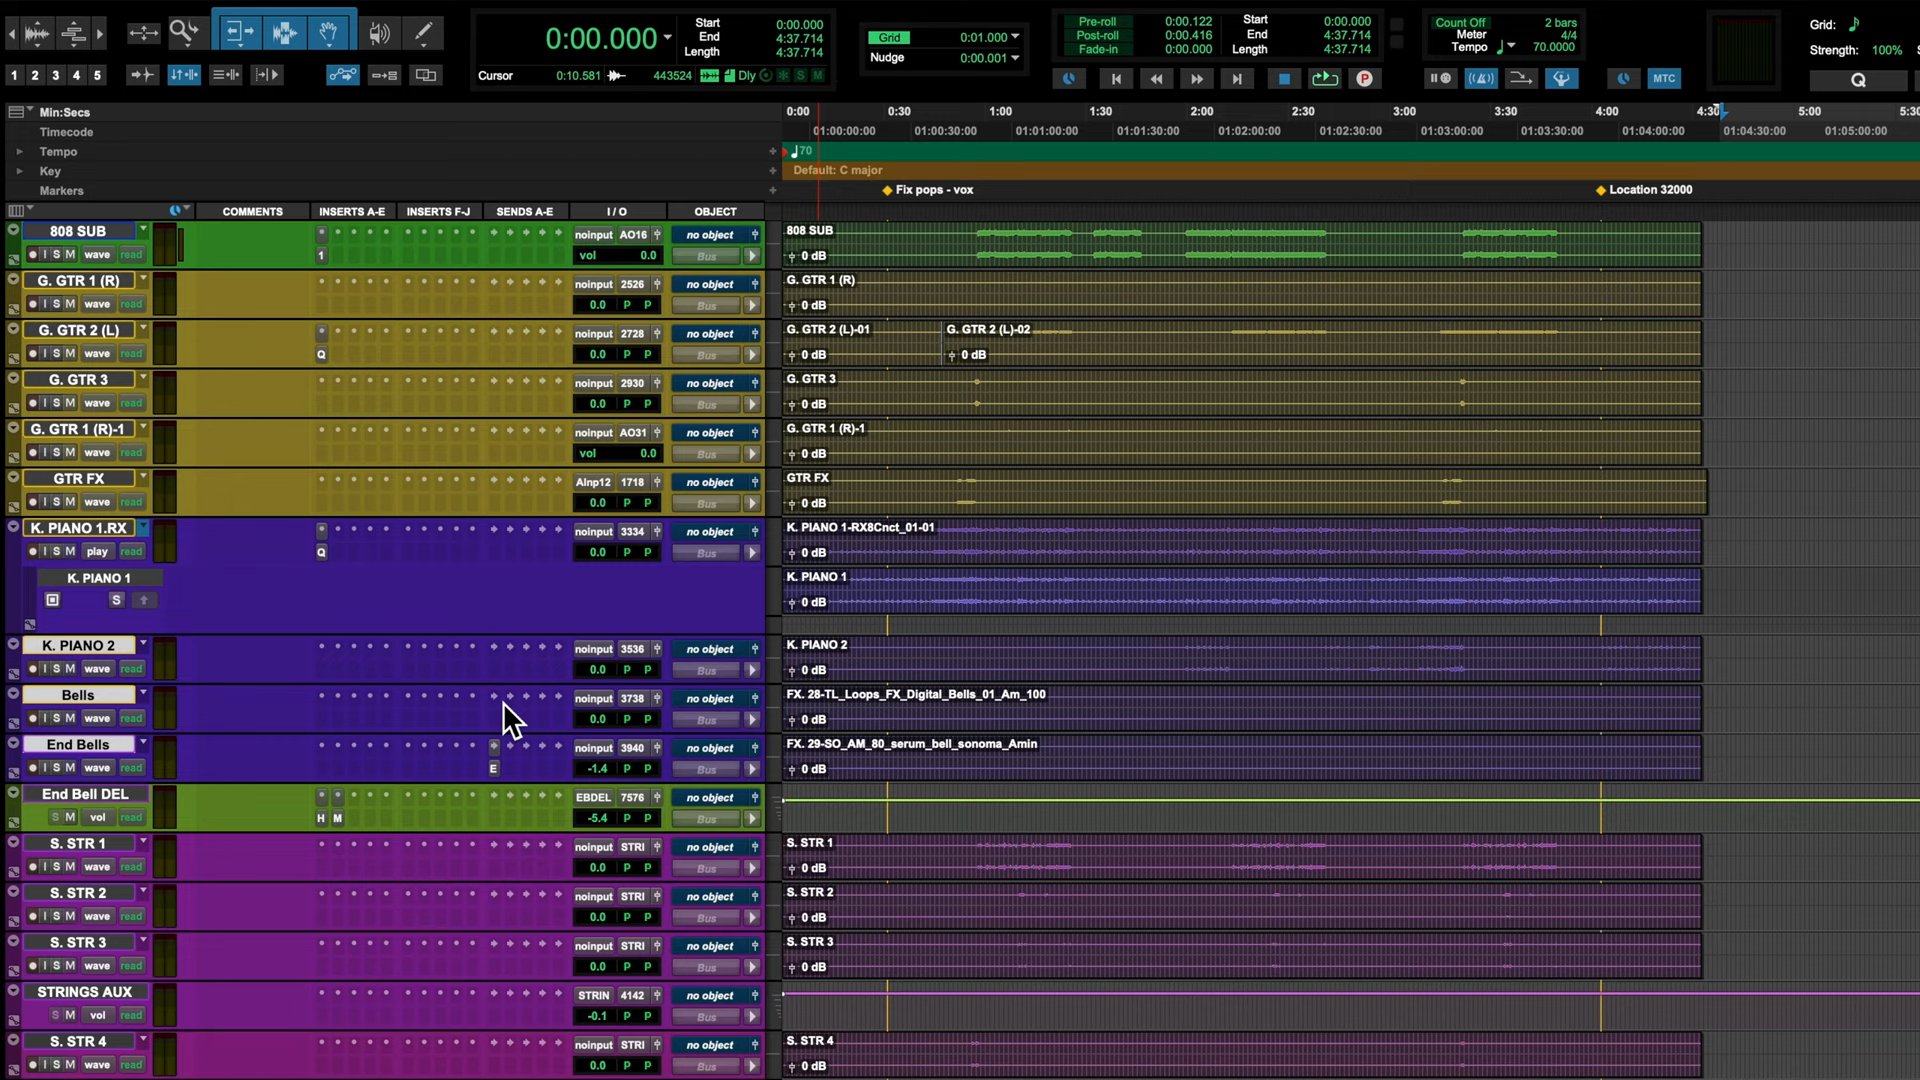 0:00.000
Start 0:00.000
End 4:37.714
Length 4:37.714
Cursor 0:10.581 443524 Dly S M
Grid 0:01.000
Nudge 0:00.001
Pre-roll 0:00.122
Post-roll 0:00.416
Fade-in 0:00.000
Start 0:00.000
End 4:37.714
Length 4:37.714
Count Off 2 bars
Meter 4/4
Tempo 70.0000
Grid:
Strength: 100%
1 2 3 4 5
P
MTC
Q
Min:Secs 0:00 0:30 1:00 1:30 2:00 2:30 3:00 3:30 4:00 4:30 5:00 5:30
Timecode 01:00:00:00 01:00:30:00 01:01:00:00 01:01:30:00 01:02:00:00 01:02:30:00 01:03:00:00 01:03:30:00 01:04:00:00 01:04:30:00 01:05:00:00
Tempo 70
Key Default: C major
Markers Fix pops - vox Location 32000
COMMENTS INSERTS A-E INSERTS F-J SENDS A-E I / O OBJECT
808 SUB noinput AO16 no object 808 SUB
I S M wave read 1 vol 0.0 Bus 0 dB
G. GTR 1 (R) noinput 2526 no object G. GTR 1 (R)
I S M wave read 0.0 P P Bus 0 dB
G. GTR 2 (L) noinput 2728 no object G. GTR 2 (L)-01 G. GTR 2 (L)-02
I S M wave read Q 0.0 P P Bus 0 dB 0 dB
G. GTR 3 noinput 2930 no object G. GTR 3
I S M wave read 0.0 P P Bus 0 dB
G. GTR 1 (R)-1 noinput AO31 no object G. GTR 1 (R)-1
I S M wave read vol 0.0 Bus 0 dB
GTR FX AInp12 1718 no object GTR FX
I S M wave read 0.0 P P Bus 0 dB
K. PIANO 1.RX noinput 3334 no object K. PIANO 1-RX8Cnct_01-01
I S M play read Q 0.0 P P Bus 0 dB
K. PIANO 1 K. PIANO 1
S 0 dB
K. PIANO 2 noinput 3536 no object K. PIANO 2
I S M wave read 0.0 P P Bus 0 dB
Bells noinput 3738 no object FX. 28-TL_Loops_FX_Digital_Bells_01_Am_100
I S M wave read 0.0 P P Bus 0 dB
End Bells noinput 3940 no object FX. 29-SO_AM_80_serum_bell_sonoma_Amin
I S M wave read E -1.4 P P Bus 0 dB
End Bell DEL EBDEL 7576 no object
S M vol read H M -5.4 P P Bus
S. STR 1 noinput STRI no object S. STR 1
I S M wave read 0.0 P P Bus 0 dB
S. STR 2 noinput STRI no object S. STR 2
I S M wave read 0.0 P P Bus 0 dB
S. STR 3 noinput STRI no object S. STR 3
I S M wave read 0.0 P P Bus 0 dB
STRINGS AUX STRIN 4142 no object
S M vol read -0.1 P P Bus
S. STR 4 noinput STRI no object S. STR 4
I S M wave read 0.0 P P Bus 0 dB